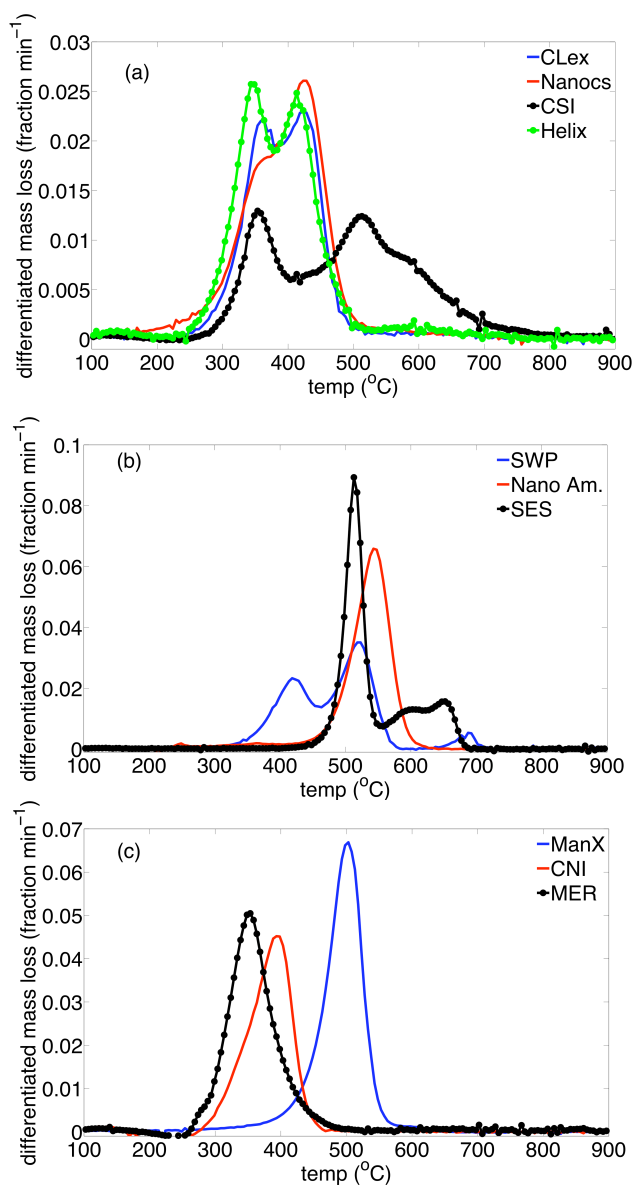 0.03
(a)
CLex
Nanocs
CSI
Helix
0.025
0.02
0.015
0.01
0.005
0
differentiated mass loss (fraction min⁻¹)
100 200 300 400 500 600 700 800 900
temp (°C)
0.1
(b)
SWP
Nano Am.
SES
0.08
0.06
0.04
0.02
0
differentiated mass loss (fraction min⁻¹)
100 200 300 400 500 600 700 800 900
temp (°C)
0.07
(c)
ManX
CNI
MER
0.06
0.05
0.04
0.03
0.02
0.01
0
differentiated mass loss (fraction min⁻¹)
100 200 300 400 500 600 700 800 900
temp (°C)